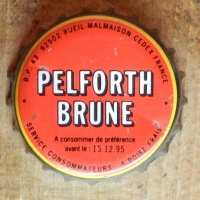 B.P. 43 92502 RUEIL-MALMAISON CEDEX FRANCE
PELFORTH
BRUNE
A consommer de préférence
avant le : 15.12.95
SERVICE CONSOMMATEURS A BOIRE FRAIS